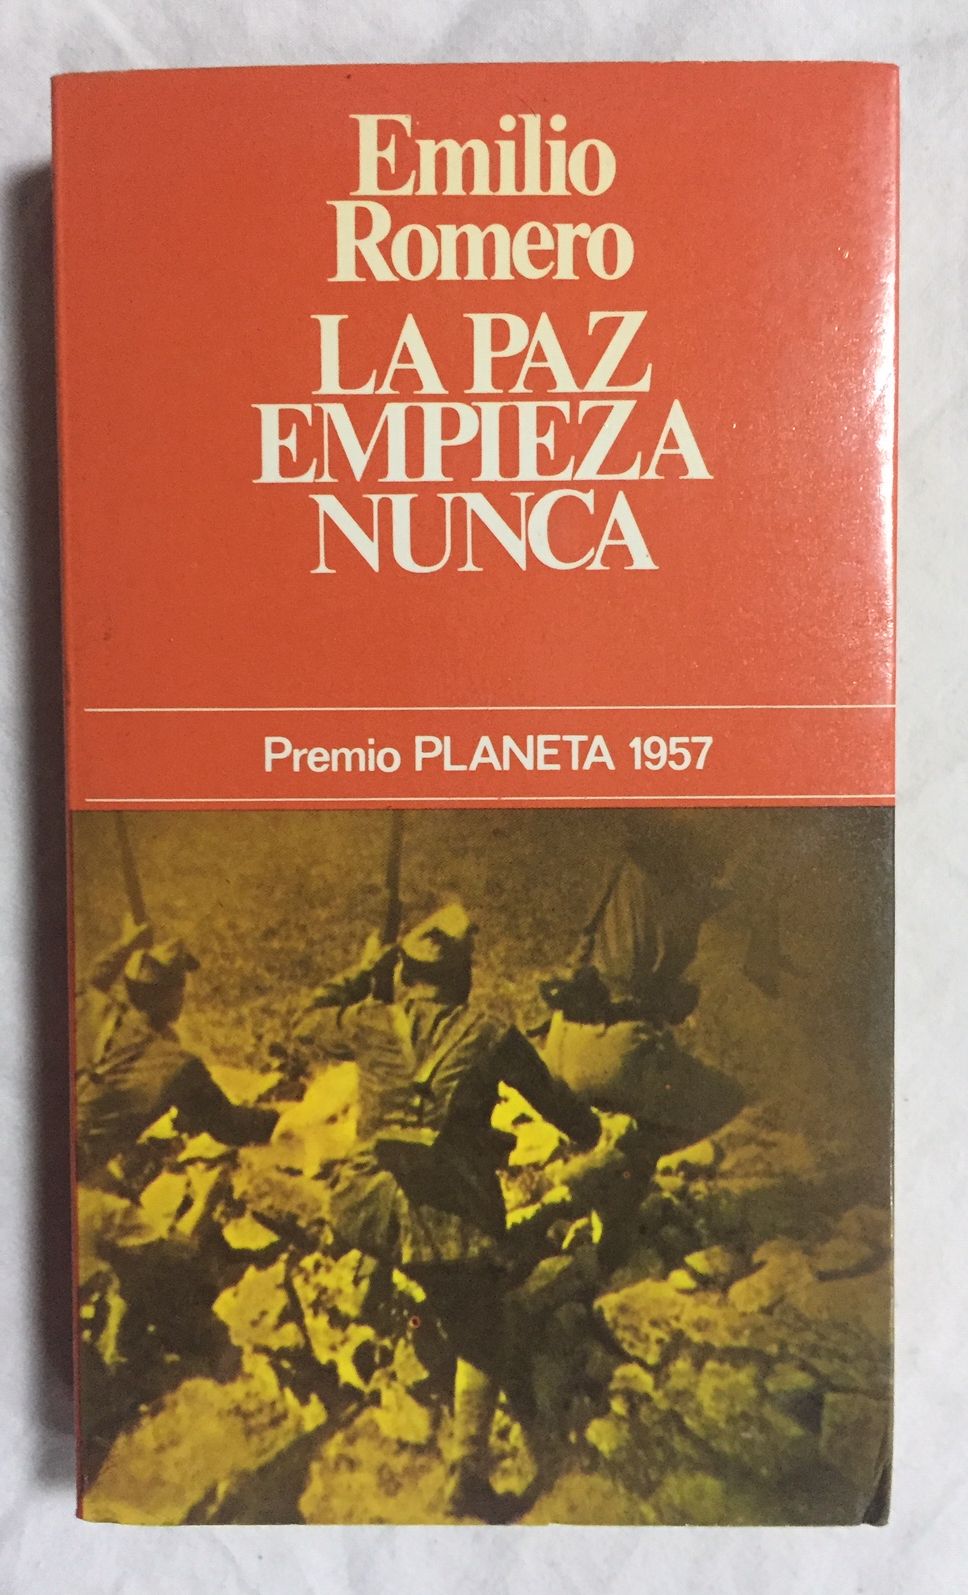 Emilio
Romero
LA PAZ
EMPIEZA
NUNCA
Premio PLANETA 1957